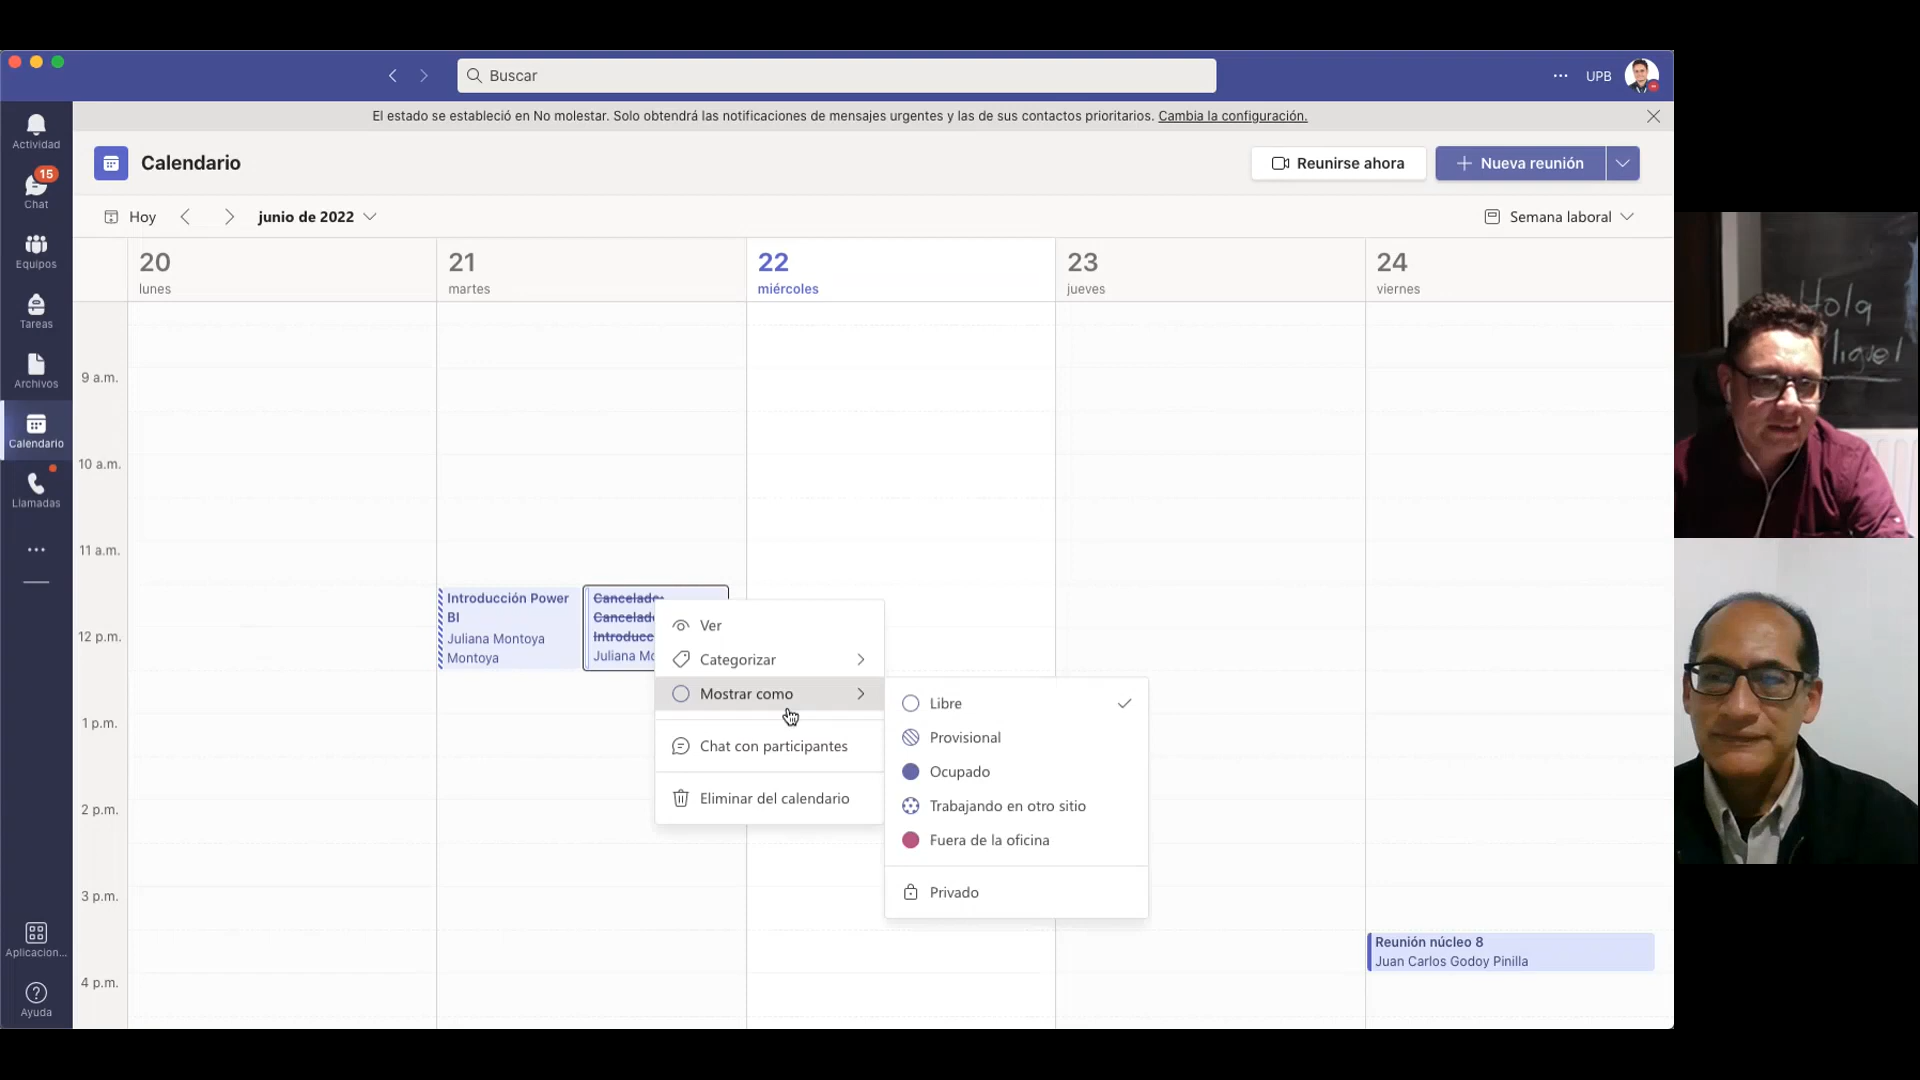 Buscar
UPB
El estado se estableció en No molestar. Solo obtendrá las notificaciones de mensajes urgentes y las de sus contactos prioritarios. Cambia la configuración.
Actividad
15
Chat
Equipos
Tareas
Archivos
Calendario
Llamadas
Aplicacion...
Ayuda
Calendario
Reunirse ahora
Nueva reunión
Hoy
junio de 2022
Semana laboral
20
lunes
21
martes
22
miércoles
23
jueves
24
viernes
9 a.m.
10 a.m.
11 a.m.
12 p.m.
1 p.m.
2 p.m.
3 p.m.
4 p.m.
Introducción Power
BI
Juliana Montoya
Montoya
Cancelado:
Cancelado
Introducc
Juliana Mo
Ver
Categorizar
Mostrar como
Chat con participantes
Eliminar del calendario
Libre
Provisional
Ocupado
Trabajando en otro sitio
Fuera de la oficina
Privado
Reunión núcleo 8
Juan Carlos Godoy Pinilla
Hola
Miguel